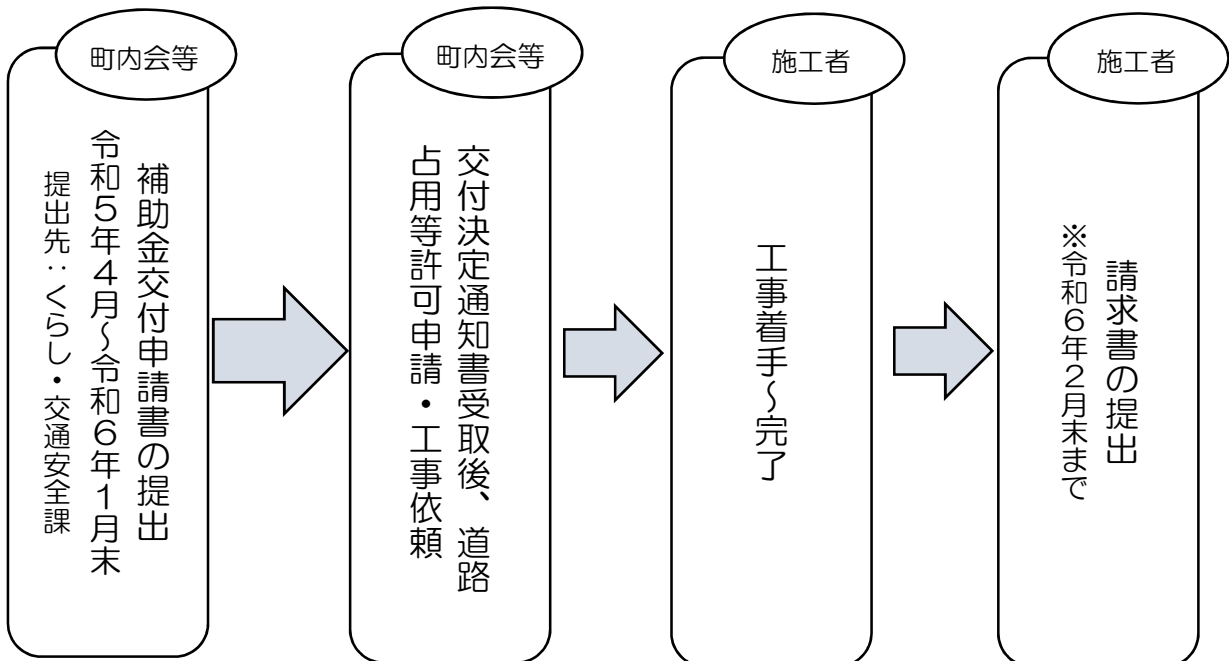 町内会等
補助金交付申請書の提出
令和５年４月～令和６年１月末
提出先：くらし・交通安全課
町内会等
交付決定通知書受取後、道路
占用等許可申請・工事依頼
施工者
工事着手～完了
施工者
請求書の提出
※令和６年２月末まで